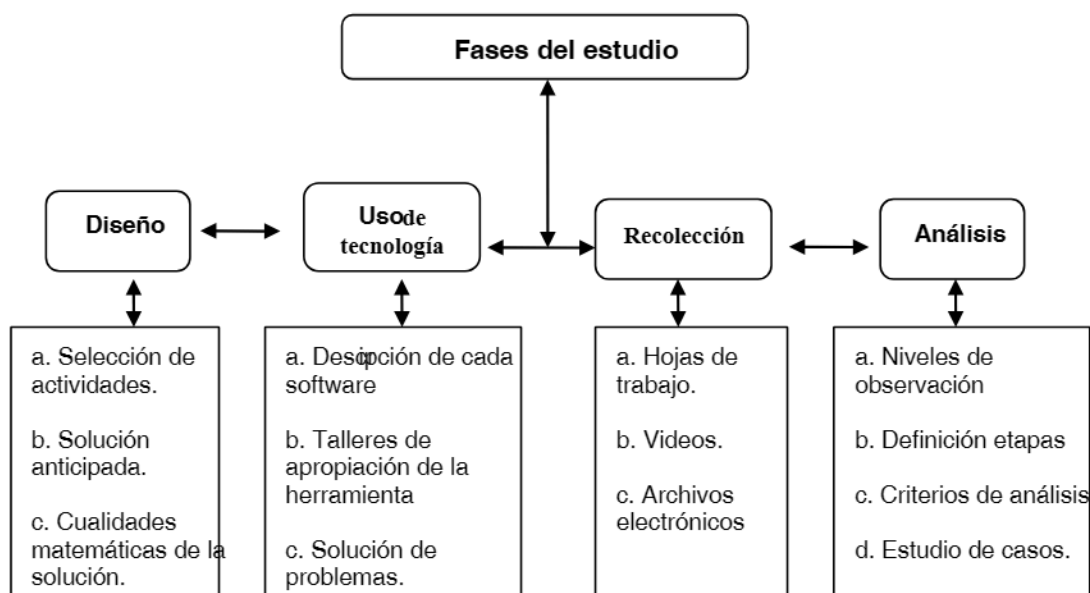 Fases del estudio
Diseño
Uso de
tecnología
Recolección
Análisis
a. Selección de
actividades.
b. Solución
anticipada.
c. Cualidades
matemáticas de la
solución.
a. Descripción de cada
software
b. Talleres de
apropiación de la
herramienta
c. Solución de
problemas.
a. Hojas de
trabajo.
b. Videos.
c. Archivos
electrónicos
a. Niveles de
observación
b. Definición etapas
c. Criterios de análisis
d. Estudio de casos.